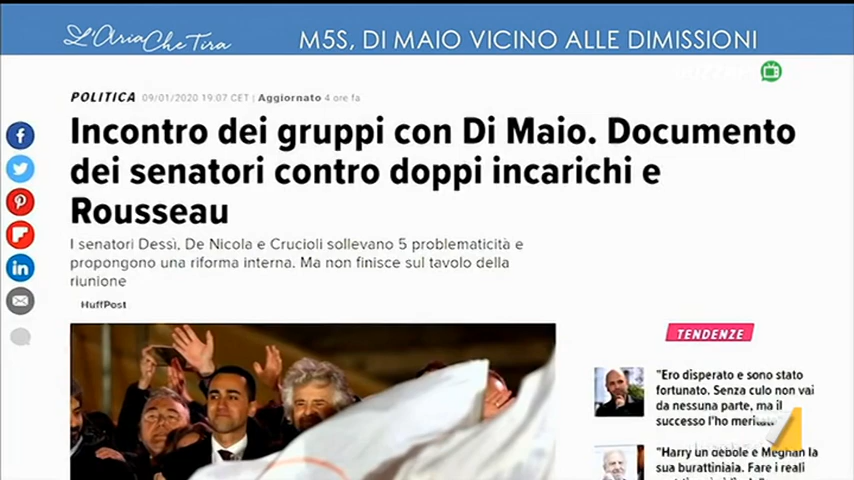 L'Aria Che Tira
M5S, DI MAIO VICINO ALLE DIMISSIONI
POLITICA 09/01/2020 19:07 CET | Aggiornato 4 ore fa
Incontro dei gruppi con Di Maio. Documento
dei senatori contro doppi incarichi e
Rousseau
I senatori Dessì, De Nicola e Crucioli sollevano 5 problematicità e
propongono una riforma interna. Ma non finisce sul tavolo della
riunione
HuffPost
TENDENZE
"Ero disperato e sono stato
fortunato. Senza culo non vai
da nessuna parte, ma il
successo l'ho
"Harry un debole e Meghan la
sua burattiniaia. Fare i reali